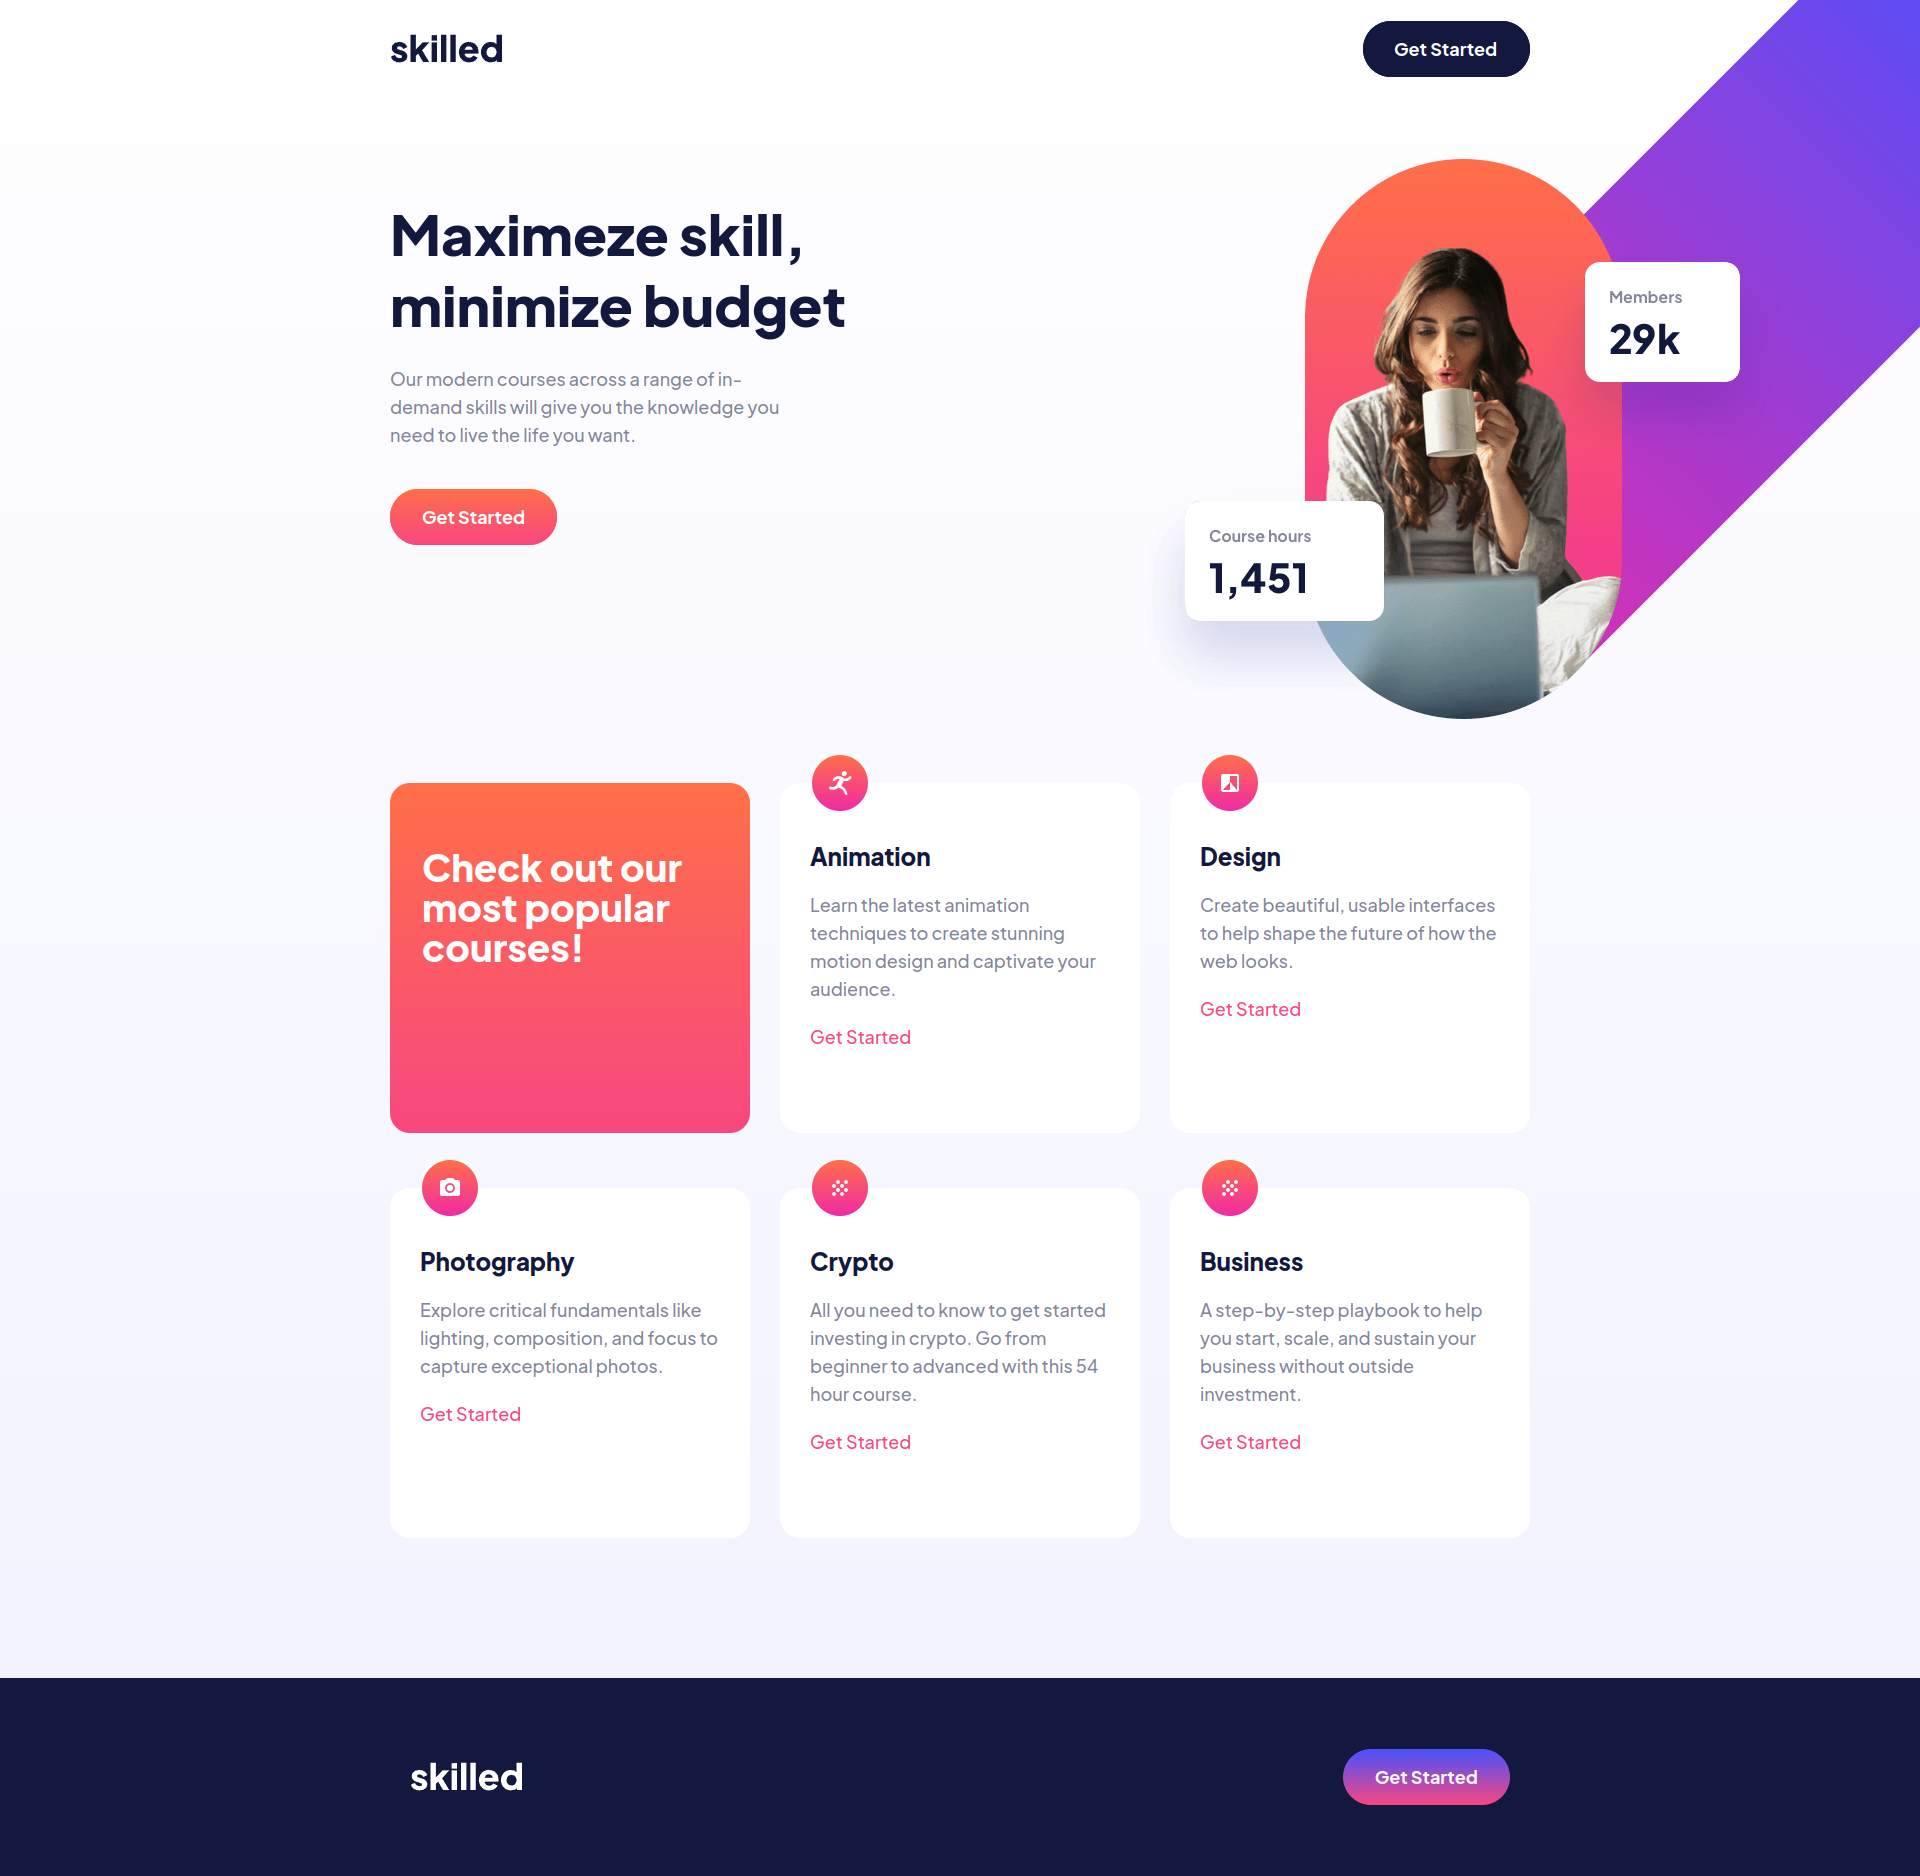 skilled
Get Started
Maximeze skill,
minimize budget
Our modern courses across a range of in-
demand skills will give you the knowledge you
need to live the life you want.
Get Started
Members
29k
Course hours
1,451
Check out our
most popular
courses!
Animation
Learn the latest animation
techniques to create stunning
motion design and captivate your
audience.
Get Started
Design
Create beautiful, usable interfaces
to help shape the future of how the
web looks.
Get Started
Photography
Explore critical fundamentals like
lighting, composition, and focus to
capture exceptional photos.
Get Started
Crypto
All you need to know to get started
investing in crypto. Go from
beginner to advanced with this 54
hour course.
Get Started
Business
A step-by-step playbook to help
you start, scale, and sustain your
business without outside
investment.
Get Started
skilled
Get Started